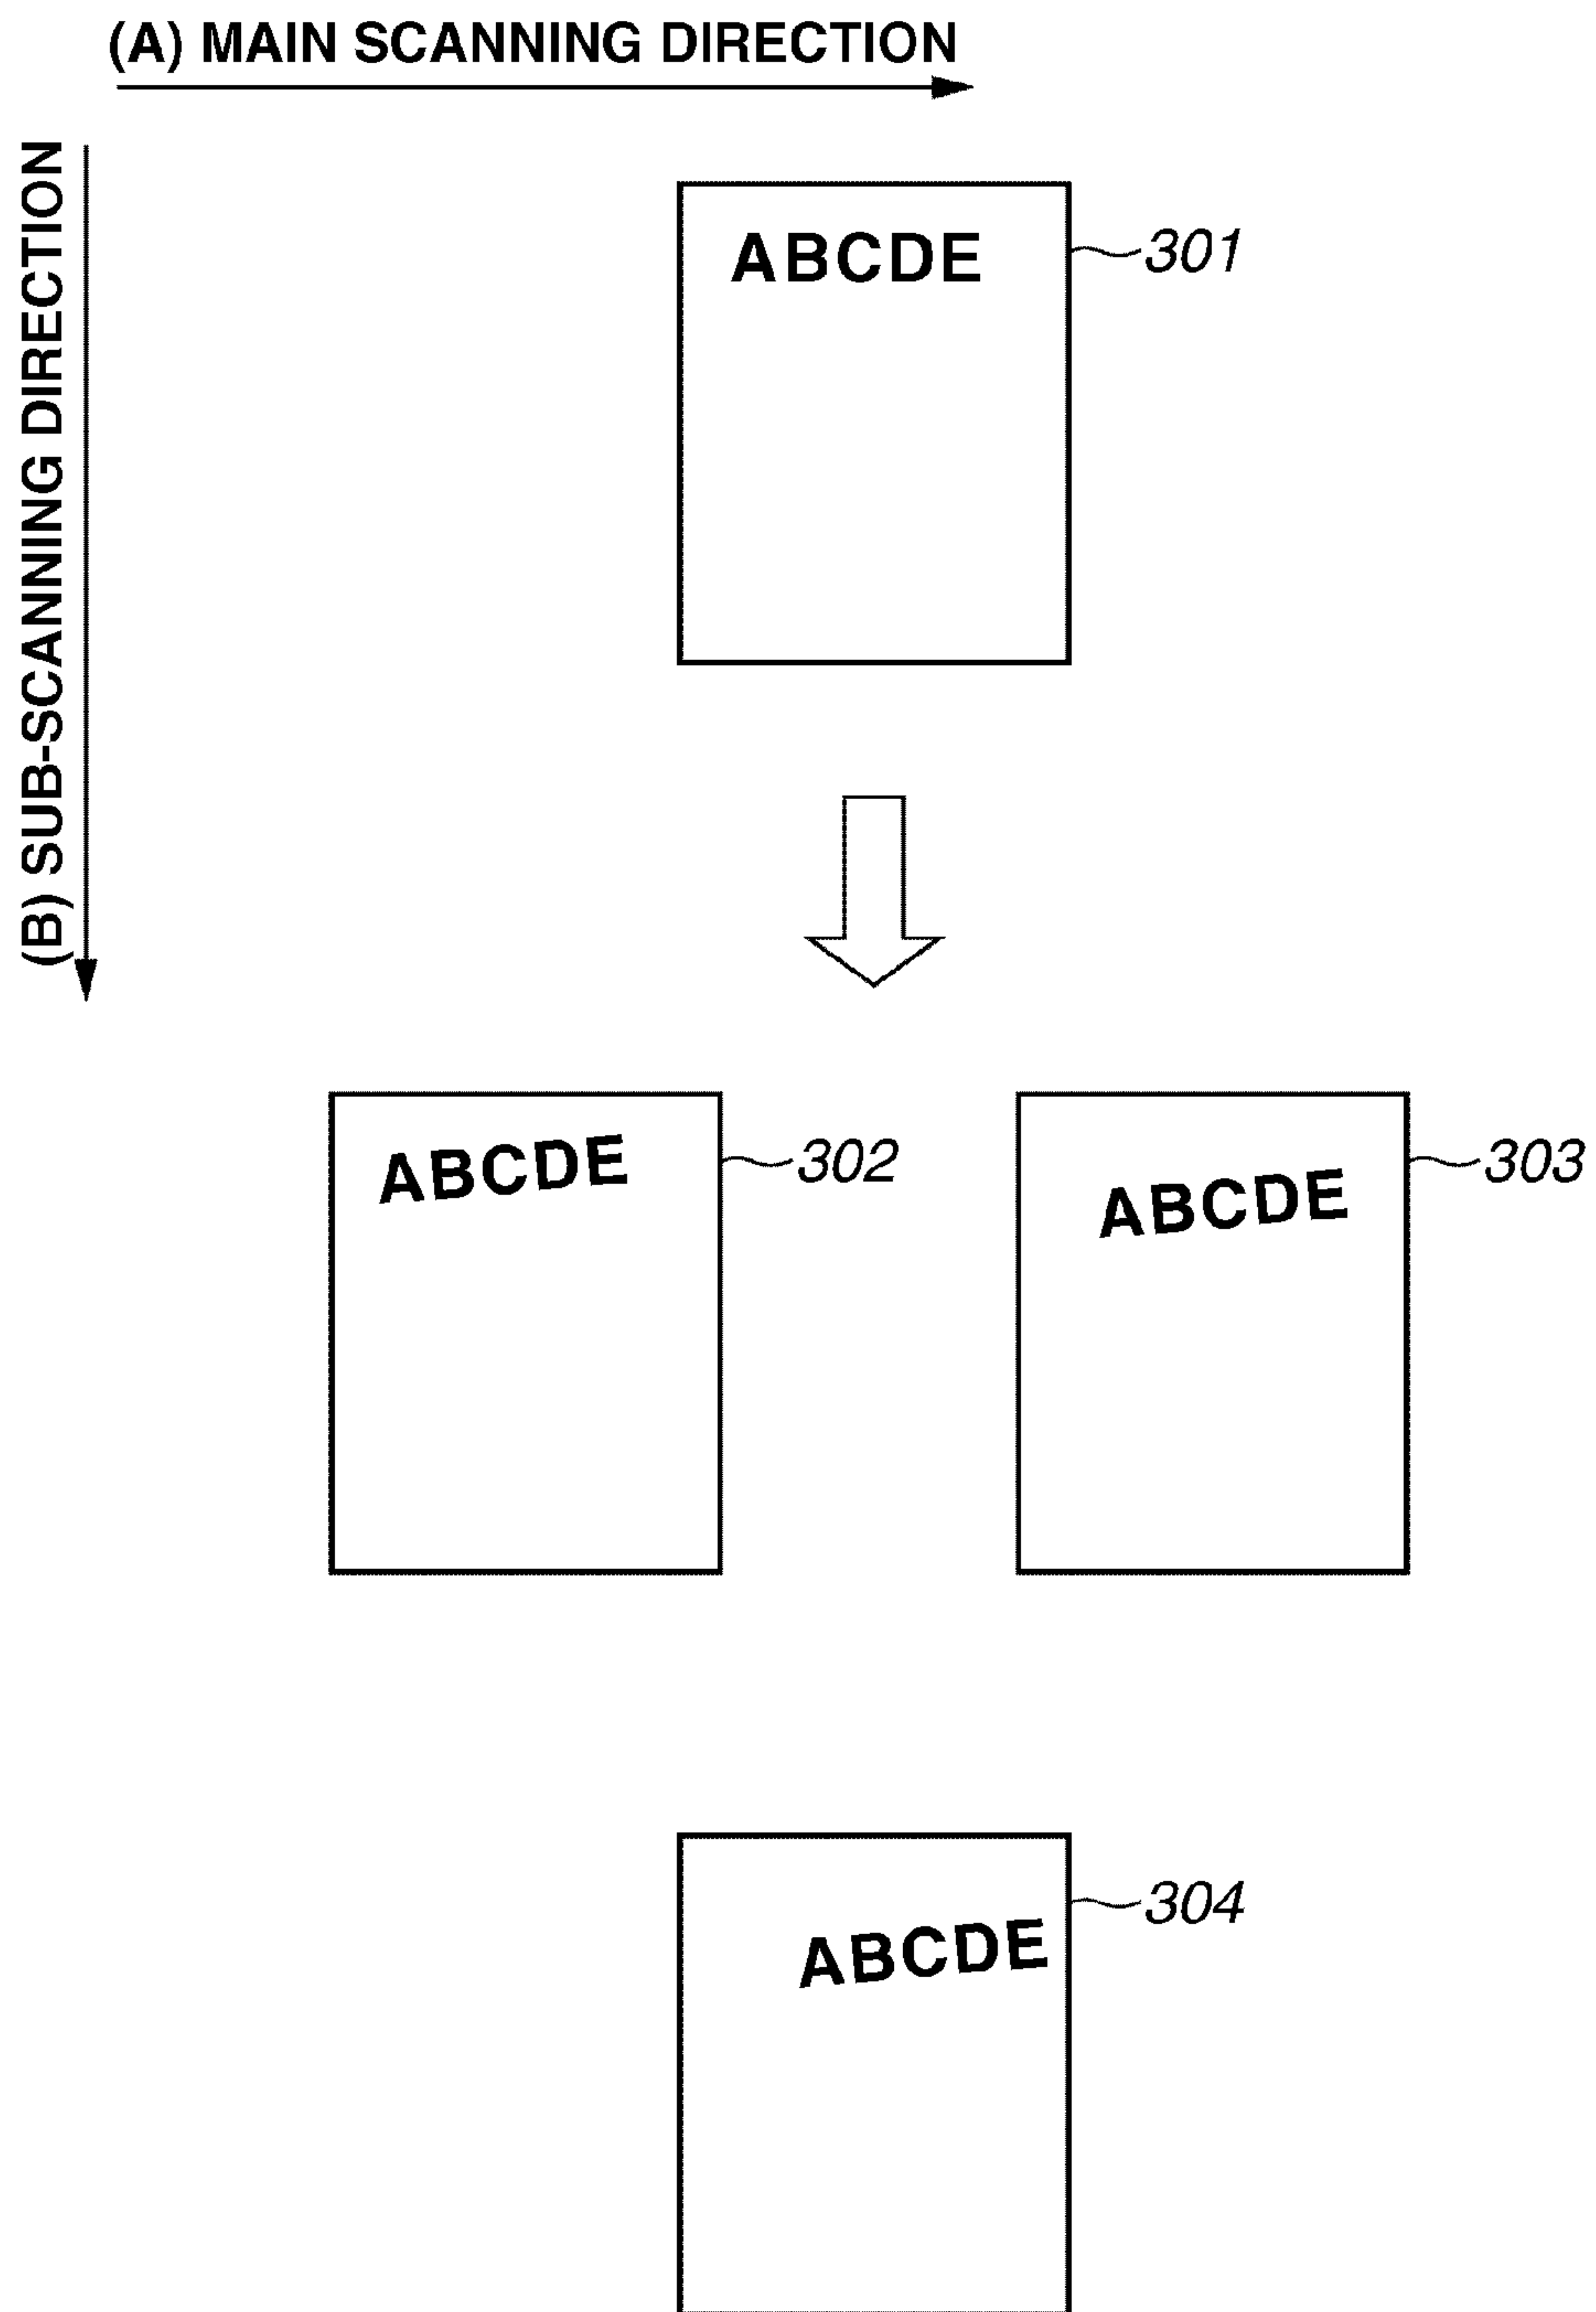 (A) MAIN SCANNING DIRECTION
(B) SUB-SCANNING DIRECTION
ABCDE
301
ABCDE
302
ABCDE
303
ABCDE
304